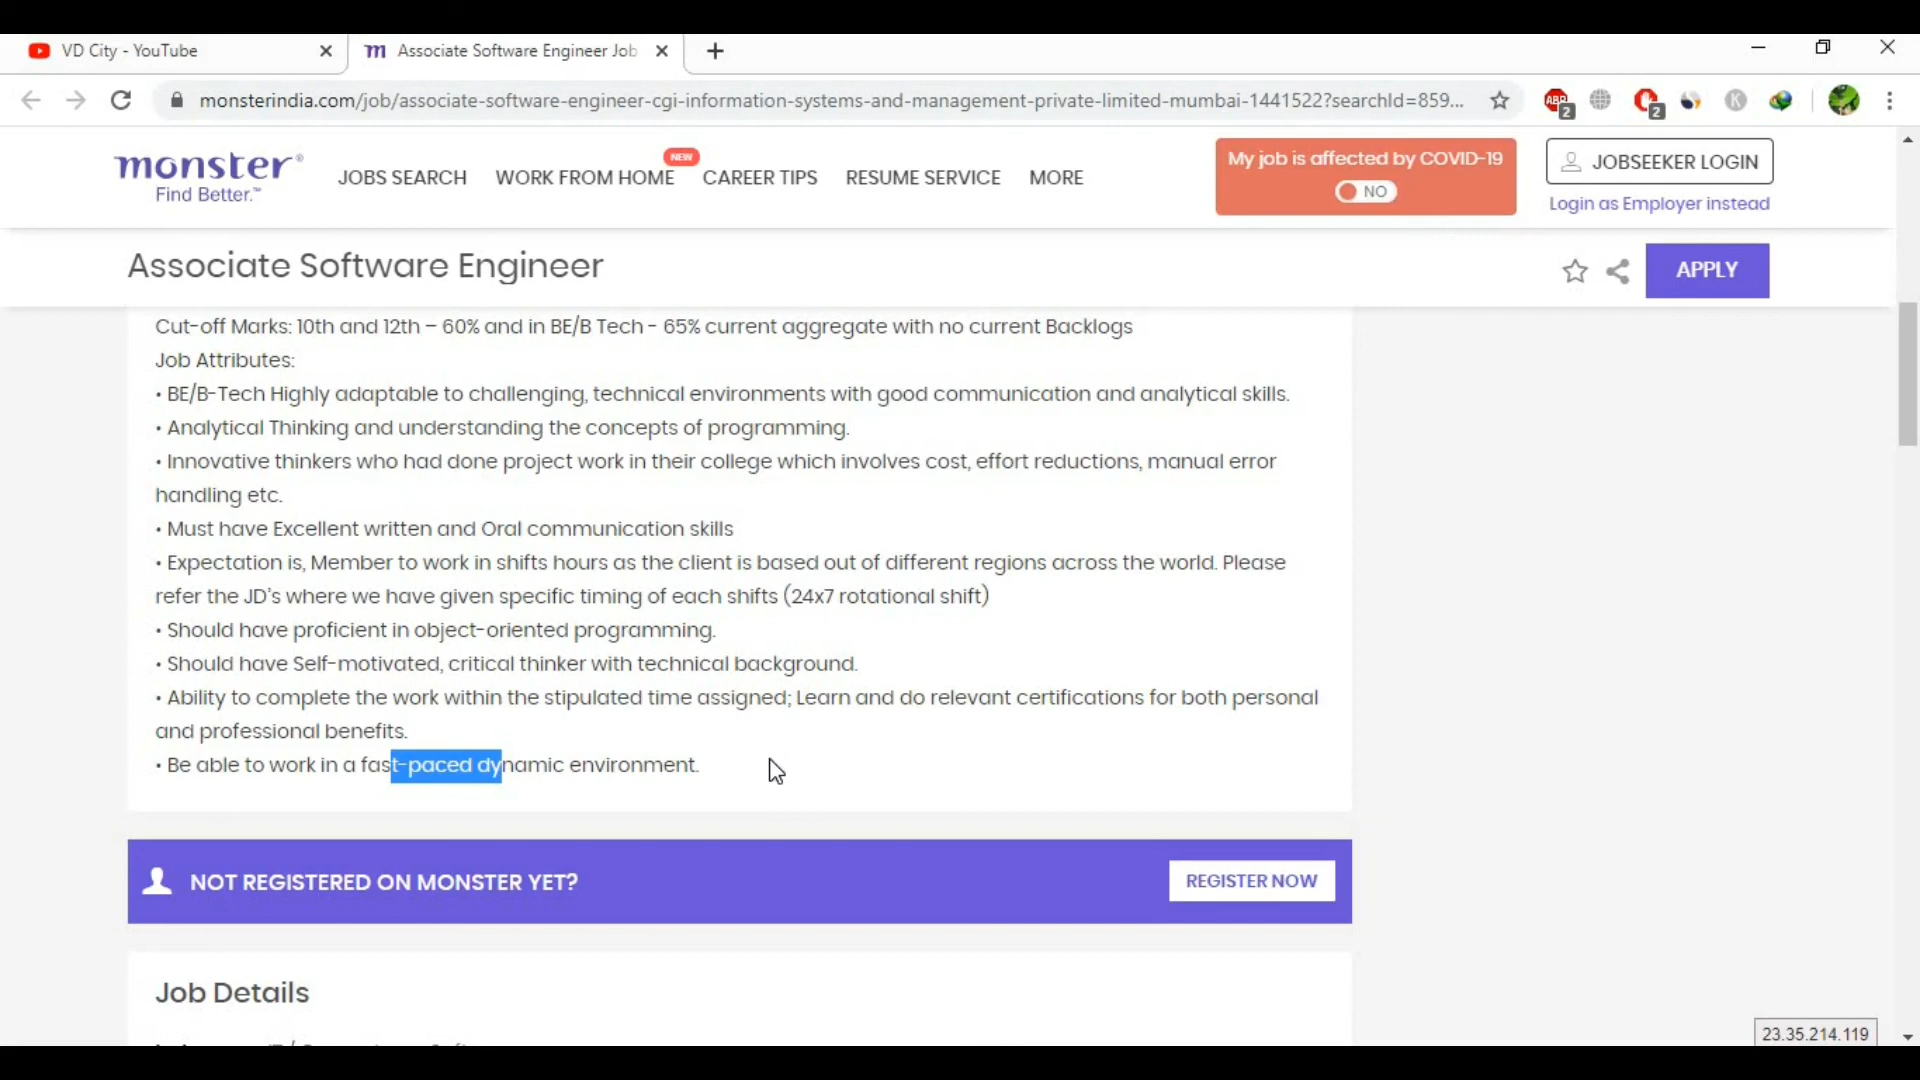 VD City - YouTube
Associate Software Engineer Job
monsterindia.com/job/associate-software-engineer-cgi-information-systems-and-management-private-limited-mumbai-1441522?searchId=859...
ABP 2
2
K
monster®
Find Better.™
JOBS SEARCH
WORK FROM HOME
NEW
CAREER TIPS
RESUME SERVICE
MORE
My job is affected by COVID-19
NO
JOBSEEKER LOGIN
Login as Employer instead
Associate Software Engineer
APPLY
Cut-off Marks: 10th and 12th – 60% and in BE/B Tech - 65% current aggregate with no current Backlogs
Job Attributes:
• BE/B-Tech Highly adaptable to challenging, technical environments with good communication and analytical skills.
• Analytical Thinking and understanding the concepts of programming.
• Innovative thinkers who had done project work in their college which involves cost, effort reductions, manual error
handling etc.
• Must have Excellent written and Oral communication skills
• Expectation is, Member to work in shifts hours as the client is based out of different regions across the world. Please
refer the JD's where we have given specific timing of each shifts (24x7 rotational shift)
• Should have proficient in object-oriented programming.
• Should have Self-motivated, critical thinker with technical background.
• Ability to complete the work within the stipulated time assigned; Learn and do relevant certifications for both personal
and professional benefits.
• Be able to work in a fast-paced dynamic environment.
NOT REGISTERED ON MONSTER YET?
REGISTER NOW
Job Details
23.35.214.119